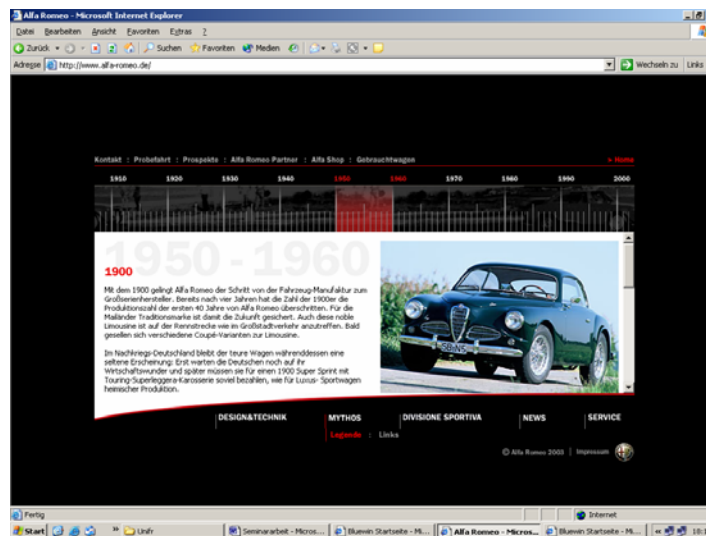 Alfa Romeo - Microsoft Internet Explorer
Datei Bearbeiten Ansicht Favoriten Extras ?
Zurück Suchen Favoriten Medien
Adresse http://www.alfa-romeo.de/ Wechseln zu Links
Kontakt : Probefahrt : Prospekte : Alfa Romeo Partner : Alfa Shop : Gebrauchtwagen Home
1910 1920 1930 1940 1950 1960 1970 1980 1990 2000
1950 - 1960
1900
Mit dem 1900 gelingt Alfa Romeo der Schritt von der Fahrzeug-Manufaktur zum
Großserienhersteller. Bereits nach vier Jahren hat die Zahl der 1900er die
Produktionszahl der ersten 40 Jahre von Alfa Romeo überschritten. Für die
Mailänder Traditionsmarke ist damit die Zukunft gesichert. Auch diese noble
Limousine ist auf der Rennstrecke wie im Großstadtverkehr anzutreffen. Bald
gesellen sich verschiedene Coupé-Varianten zur Limousine.
Im Nachkriegs-Deutschland bleibt der teure Wagen währenddessen eine
seltene Erscheinung: Erst warten die Deutschen noch auf ihr
Wirtschaftswunder und später müssen sie für einen 1900 Super Sprint mit
Touring-Superleggera-Karosserie soviel bezahlen, wie für Luxus- Sportwagen
heimischer Produktion.
DESIGN&TECHNIK MYTHOS DIVISIONE SPORTIVA NEWS SERVICE
Legende : Links
© Alfa Romeo 2003 | Impressum
Fertig Internet
Start » Unifr Seminararbeit - Micros... Bluewin Startseite - Mi... Alfa Romeo - Micros... Bluewin Startseite - Mi... «